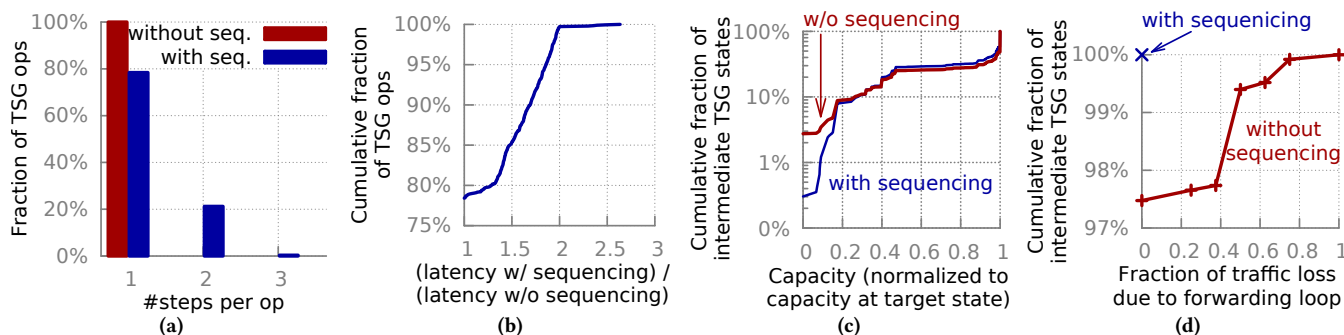 Fraction of TSG ops
100%
80%
60%
40%
20%
0%
without seq.
with seq.
1
2
3
#steps per op
(a)
Cumulative fraction
of TSG ops
100%
95%
90%
85%
80%
75%
1
1.5
2
2.5
3
(latency w/ sequencing) /
(latency w/o sequencing)
(b)
Cumulative fraction of
intermediate TSG states
w/o sequencing
100%
10%
1%
0%
with sequencing
0
0.2
0.4
0.6
0.8
1
Capacity (normalized to
capacity at target state)
(c)
Cumulative fraction of
intermediate TSG states
with sequenicing
100%
99%
98%
97%
without
sequencing
0
0.2
0.4
0.6
0.8
1
Fraction of traffic loss
due to forwarding loop
(d)